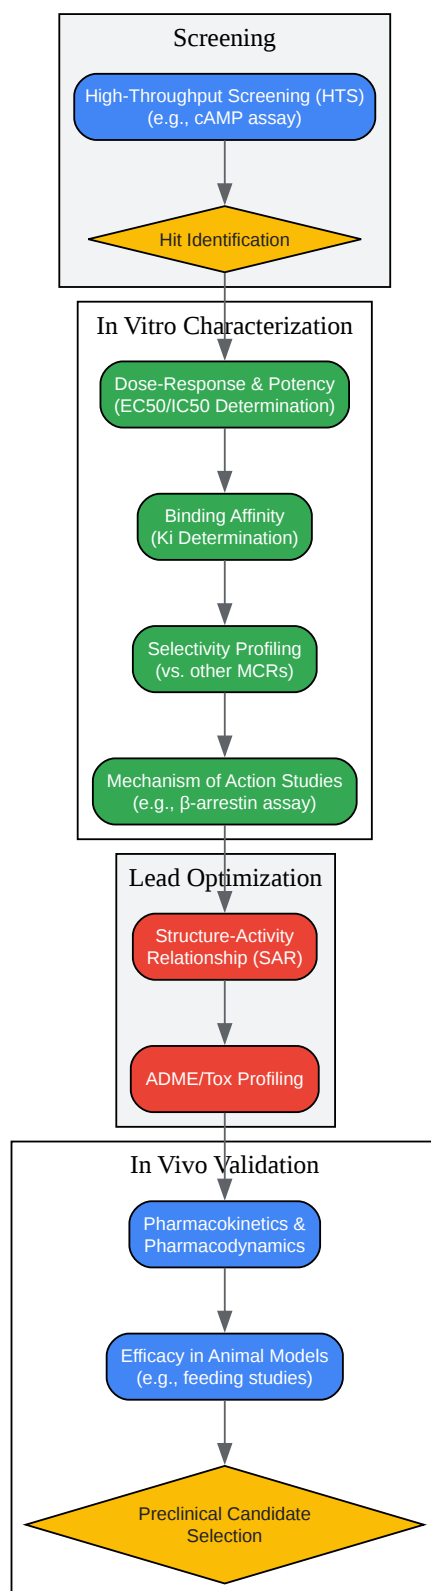 Screening
High-Throughput Screening (HTS)
(e.g., cAMP assay)
Hit Identification
In Vitro Characterization
Dose-Response & Potency
(EC50/IC50 Determination)
Binding Affinity
(Ki Determination)
Selectivity Profiling
(vs. other MCRs)
Mechanism of Action Studies
(e.g., β-arrestin assay)
Lead Optimization
Structure-Activity
Relationship (SAR)
ADME/Tox Profiling
In Vivo Validation
Pharmacokinetics &
Pharmacodynamics
Efficacy in Animal Models
(e.g., feeding studies)
Preclinical Candidate
Selection